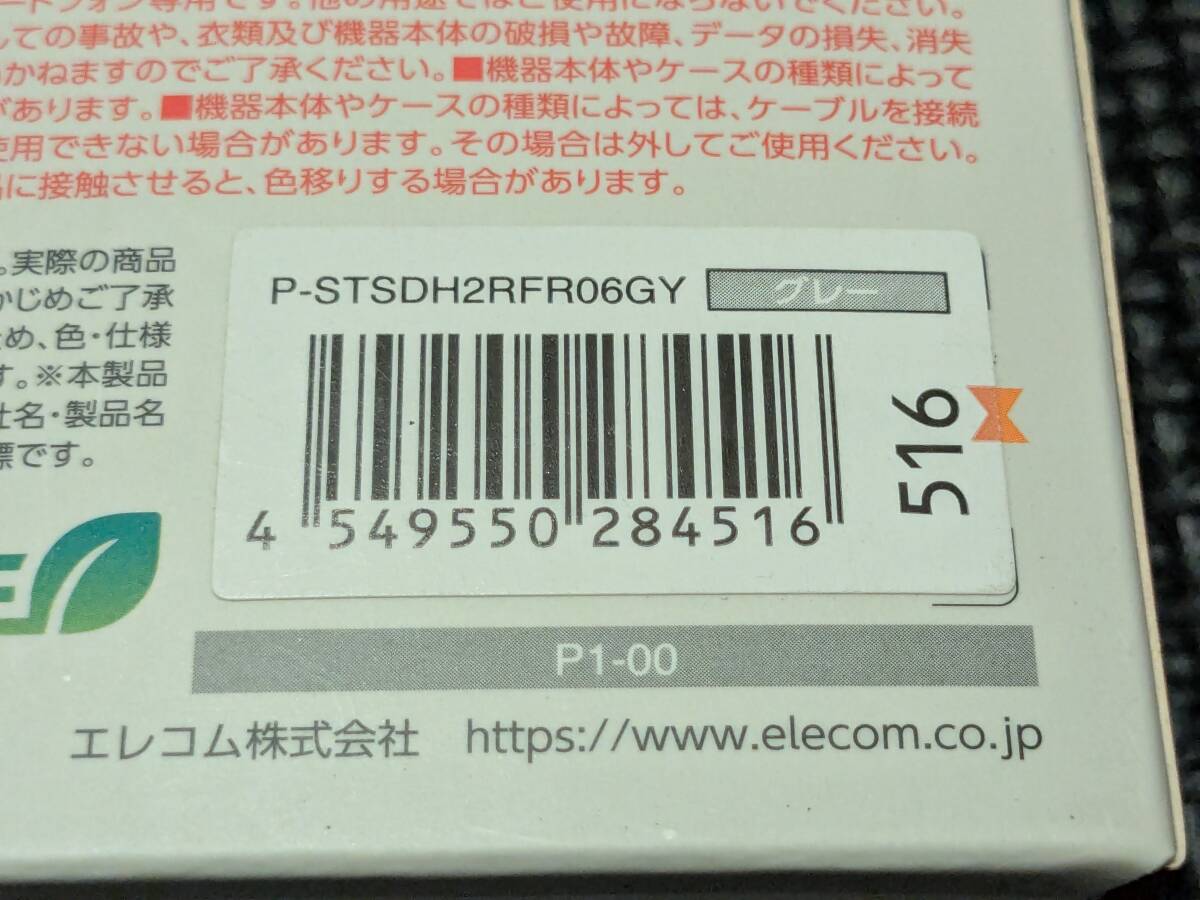 ートフォン専用です。他の用途ではご使用にならないでください。
しての事故や、衣類及び機器本体の破損や故障、データの損失、消失
かねますのでご了承ください。■機器本体やケースの種類によって
があります。■機器本体やケースの種類によっては、ケーブルを接続
使用できない場合があります。その場合は外してご使用ください。
に接触させると、色移りする場合があります。
。実際の商品
かじめご了承
ため、色・仕様
す。※本製品
社名・製品名
標です。
P-STSDH2RFR06GY グレー
4 549550 284516
516
P1-00
エレコム株式会社 https://www.elecom.co.jp